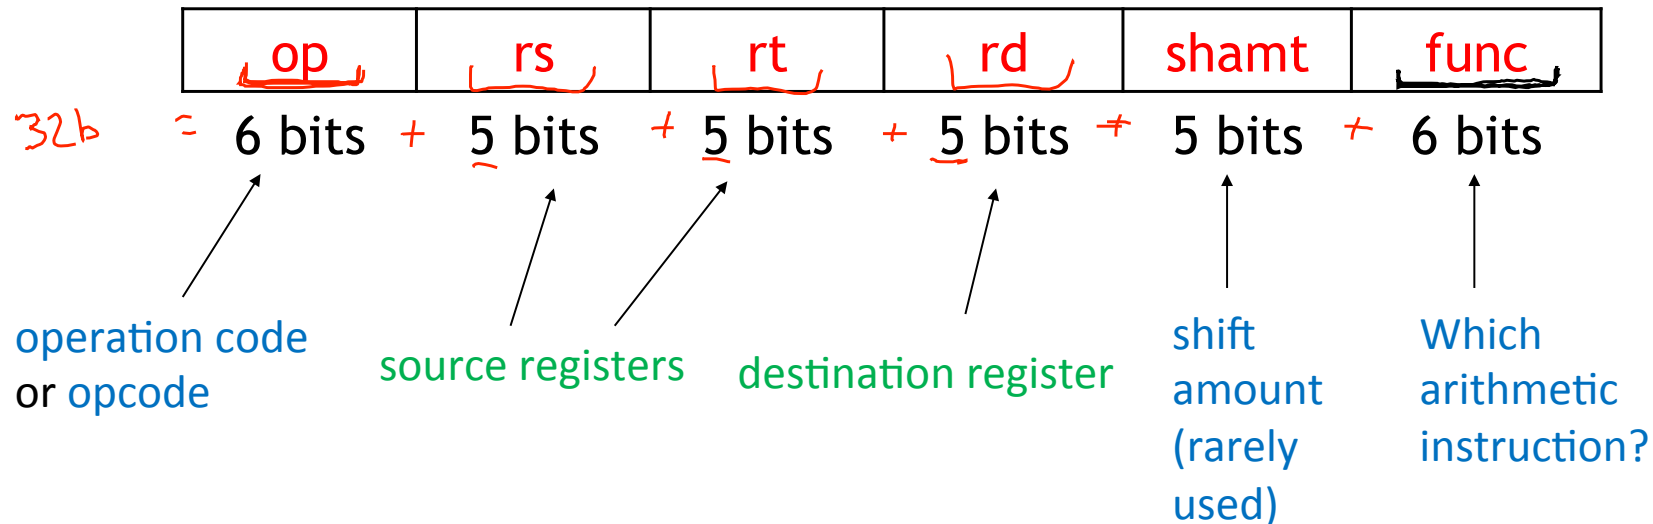 op rs rt rd shamt func
32b = 6 bits + 5 bits + 5 bits + 5 bits + 5 bits + 6 bits
operation code
or opcode
source registers
destination register
shift
amount
(rarely
used)
Which
arithmetic
instruction?